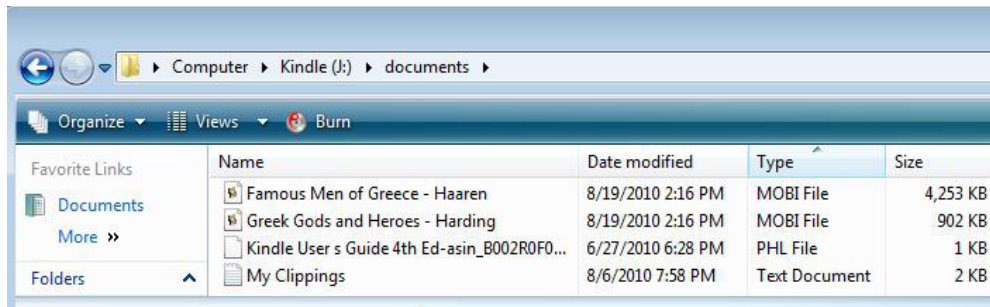 Computer Kindle (J:) documents
Organize Views Burn
Favorite Links
Documents
More »
Folders
Name Date modified Type Size
Famous Men of Greece - Haaren 8/19/2010 2:16 PM MOBI File 4,253 KB
Greek Gods and Heroes - Harding 8/19/2010 2:16 PM MOBI File 902 KB
Kindle User s Guide 4th Ed-asin_B002R0F0... 6/27/2010 6:28 PM PHL File 1 KB
My Clippings 8/6/2010 7:58 PM Text Document 2 KB